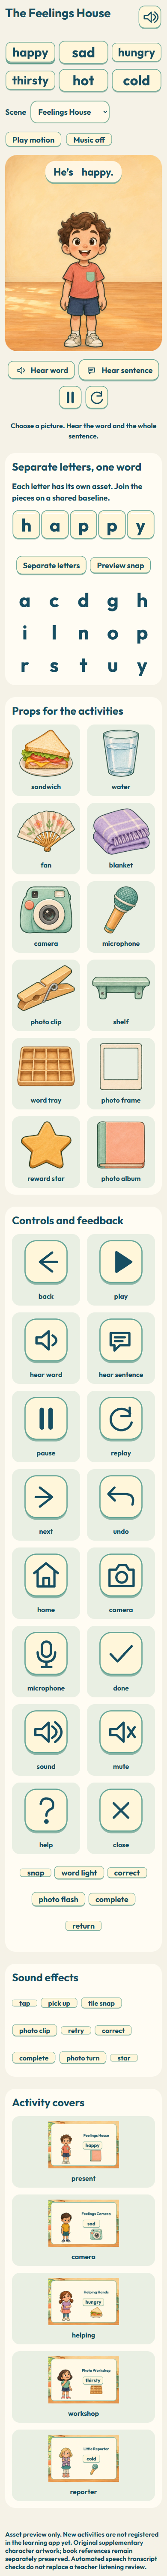 The Feelings House
happy sad hungry
thirsty hot cold
Scene Feelings House
Play motion Music off
He's happy.
Hear word Hear sentence
Choose a picture. Hear the word and the whole
sentence.
Separate letters, one word
Each letter has its own asset. Join the
pieces on a shared baseline.
h a p p y
Separate letters Preview snap
a c d g h
i l n o p
r s t u y
Props for the activities
sandwich water
fan blanket
camera microphone
photo clip shelf
word tray photo frame
reward star photo album
Controls and feedback
back play
hear word hear sentence
pause replay
next undo
home camera
microphone done
sound mute
help close
snap word light correct
photo flash complete
return
Sound effects
tap pick up tile snap
photo clip retry correct
complete photo turn star
Activity covers
Feelings House
happy
present
Feelings Camera
sad
camera
Helping Hands
hungry
helping
Photo Workshop
thirsty
workshop
Little Reporter
cold
reporter
Asset preview only. New activities are not registered
in the learning app yet. Original supplementary
character artwork; book references remain
separately preserved. Automated speech transcript
checks do not replace a teacher listening review.